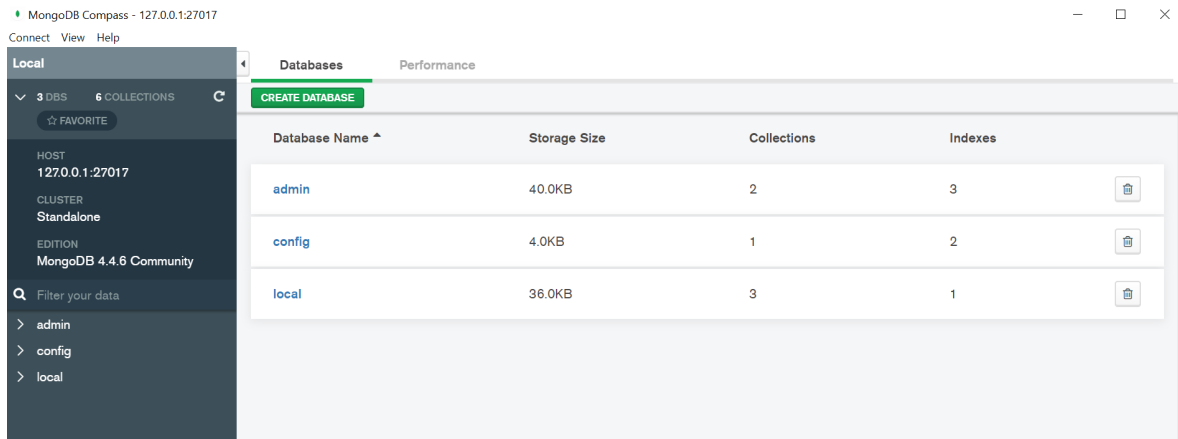 MongoDB Compass - 127.0.0.1:27017
Connect View Help
Local
3 DBS 6 COLLECTIONS
FAVORITE
HOST
127.0.0.1:27017
CLUSTER
Standalone
EDITION
MongoDB 4.4.6 Community
Filter your data
admin
config
local
Databases Performance
CREATE DATABASE
Database Name Storage Size Collections Indexes
admin 40.0KB 2 3
config 4.0KB 1 2
local 36.0KB 3 1